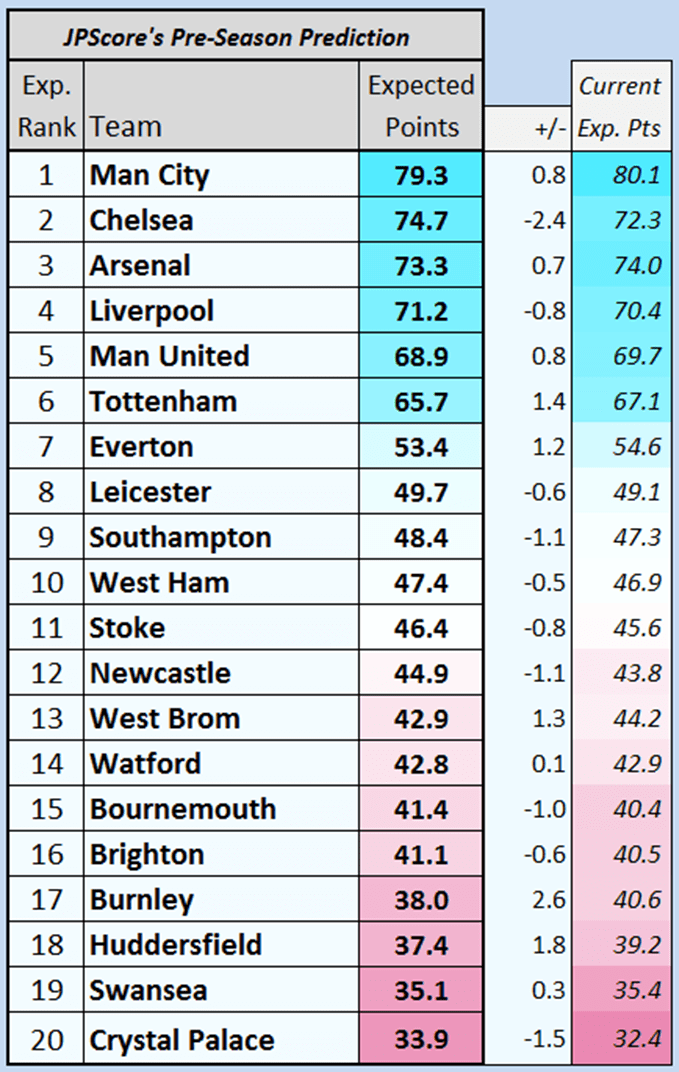 JPScore's Pre-Season Prediction
Exp. Rank Team Expected Points +/- Current Exp. Pts
1 Man City 79.3 0.8 80.1
2 Chelsea 74.7 -2.4 72.3
3 Arsenal 73.3 0.7 74.0
4 Liverpool 71.2 -0.8 70.4
5 Man United 68.9 0.8 69.7
6 Tottenham 65.7 1.4 67.1
7 Everton 53.4 1.2 54.6
8 Leicester 49.7 -0.6 49.1
9 Southampton 48.4 -1.1 47.3
10 West Ham 47.4 -0.5 46.9
11 Stoke 46.4 -0.8 45.6
12 Newcastle 44.9 -1.1 43.8
13 West Brom 42.9 1.3 44.2
14 Watford 42.8 0.1 42.9
15 Bournemouth 41.4 -1.0 40.4
16 Brighton 41.1 -0.6 40.5
17 Burnley 38.0 2.6 40.6
18 Huddersfield 37.4 1.8 39.2
19 Swansea 35.1 0.3 35.4
20 Crystal Palace 33.9 -1.5 32.4